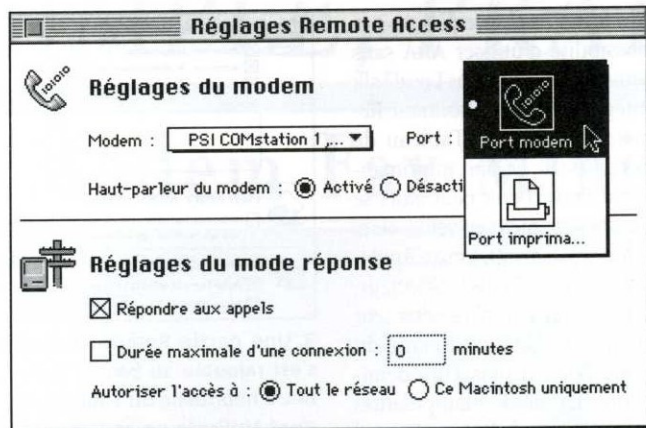 Réglages Remote Access
Réglages du modem
Modem : PSI COMstation 1 ,... Port :
Port modem
Haut-parleur du modem : Activé Désacti
Port imprima...
Réglages du mode réponse
Répondre aux appels
Durée maximale d'une connexion : 0 minutes
Autoriser l'accès à : Tout le réseau Ce Macintosh uniquement